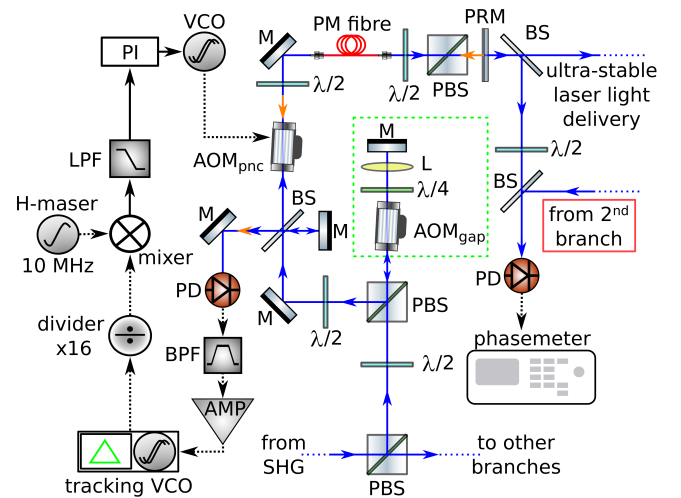 VCO
PI
M
PM fibre
PRM
BS
λ/2
λ/2
PBS
ultra-stable
laser light
delivery
LPF
AOMpnc
M
L
λ/4
λ/2
H-maser
10 MHz
mixer
M
BS
M
AOMgap
BS
from 2nd
branch
PD
M
λ/2
PBS
PD
divider
x16
BPF
λ/2
phasemeter
AMP
from
SHG
to other
branches
PBS
tracking VCO